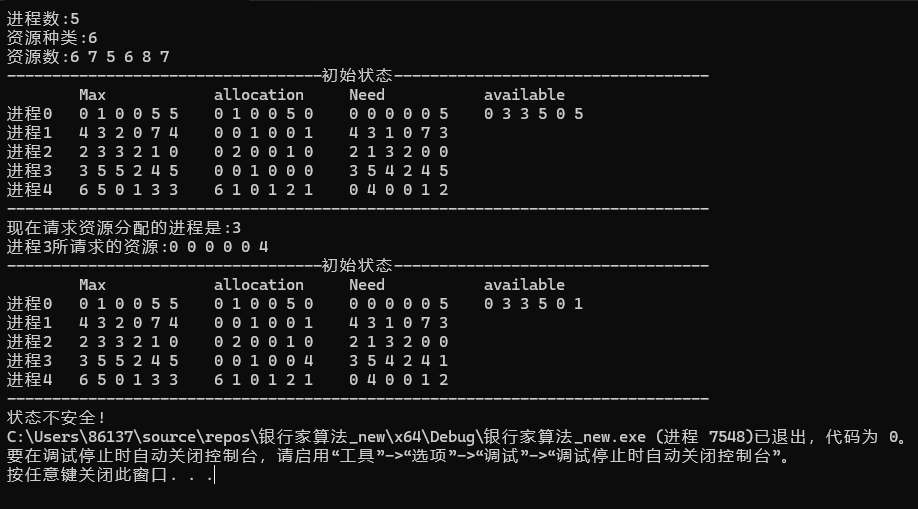 进程数:5
资源种类:6
资源数:6 7 5 6 8 7
-----------------------------------初始状态-----------------------------------
Max allocation Need available
进程0 0 1 0 0 5 5 0 1 0 0 5 0 0 0 0 0 0 5 0 3 3 5 0 5
进程1 4 3 2 0 7 4 0 0 1 0 0 1 4 3 1 0 7 3
进程2 2 3 3 2 1 0 0 2 0 0 1 0 2 1 3 2 0 0
进程3 3 5 5 2 4 5 0 0 1 0 0 0 3 5 4 2 4 5
进程4 6 5 0 1 3 3 6 1 0 1 2 1 0 4 0 0 1 2
------------------------------------------------------------------------------
现在请求资源分配的进程是:3
进程3所请求的资源:0 0 0 0 0 4
-----------------------------------初始状态-----------------------------------
Max allocation Need available
进程0 0 1 0 0 5 5 0 1 0 0 5 0 0 0 0 0 0 5 0 3 3 5 0 1
进程1 4 3 2 0 7 4 0 0 1 0 0 1 4 3 1 0 7 3
进程2 2 3 3 2 1 0 0 2 0 0 1 0 2 1 3 2 0 0
进程3 3 5 5 2 4 5 0 0 1 0 0 4 3 5 4 2 4 1
进程4 6 5 0 1 3 3 6 1 0 1 2 1 0 4 0 0 1 2
------------------------------------------------------------------------------
状态不安全!
C:\Users\86137\source\repos\银行家算法_new\x64\Debug\银行家算法_new.exe (进程 7548)已退出，代码为 0。
要在调试停止时自动关闭控制台，请启用“工具”->“选项”->“调试”->“调试停止时自动关闭控制台”。
按任意键关闭此窗口. . .